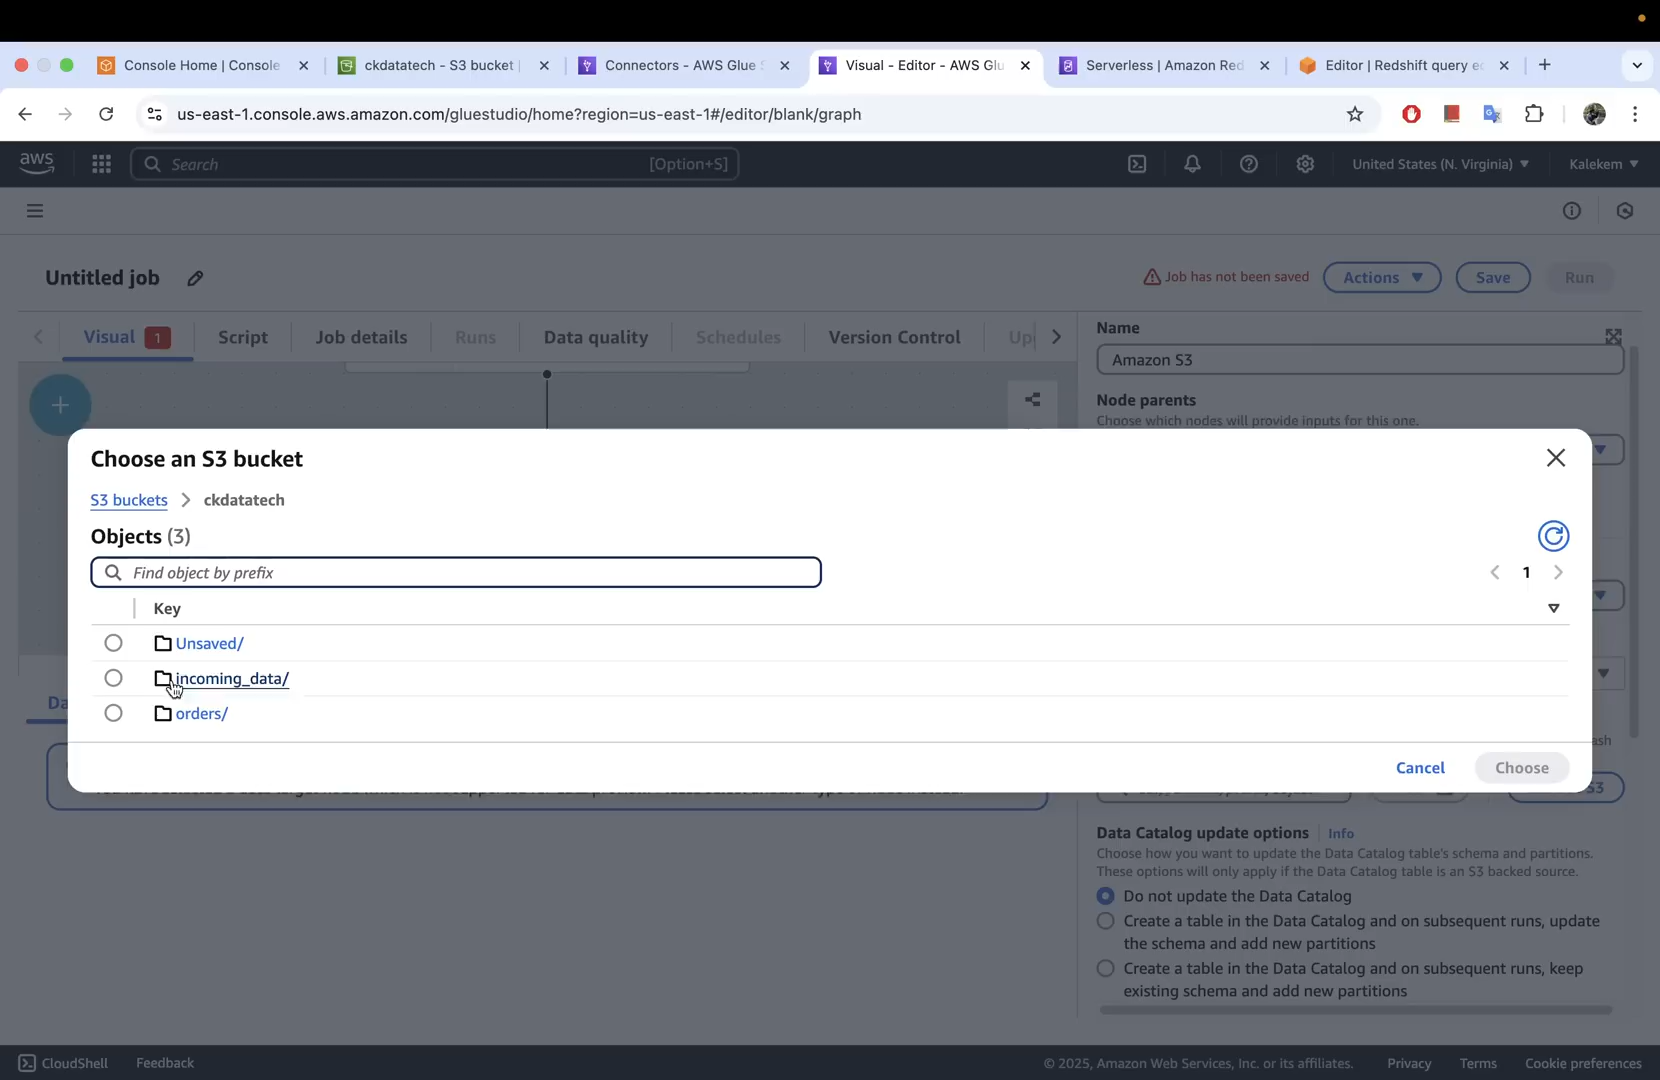 Console Home | Console
ckdatatech - S3 bucket |
Connectors - AWS Glue S
Visual - Editor - AWS Glu
Serverless | Amazon Red
Editor | Redshift query e
us-east-1.console.aws.amazon.com/gluestudio/home?region=us-east-1#/editor/blank/graph
aws
Search
[Option+S]
United States (N. Virginia)
Kalekem
Untitled job
Job has not been saved
Actions
Save
Run
Visual
1
Script
Job details
Runs
Data quality
Schedules
Version Control
Name
Amazon S3
Node parents
Choose which nodes will provide inputs for this one.
Choose an S3 bucket
S3 buckets
ckdatatech
Objects (3)
Find object by prefix
1
Key
Unsaved/
incoming_data/
orders/
Cancel
Choose
Da
ash
S3
Data Catalog update options
Info
Choose how you want to update the Data Catalog table's schema and partitions.
These options will only apply if the Data Catalog table is an S3 backed source.
Do not update the Data Catalog
Create a table in the Data Catalog and on subsequent runs, update
the schema and add new partitions
Create a table in the Data Catalog and on subsequent runs, keep
existing schema and add new partitions
CloudShell
Feedback
© 2025, Amazon Web Services, Inc. or its affiliates.
Privacy
Terms
Cookie preferences